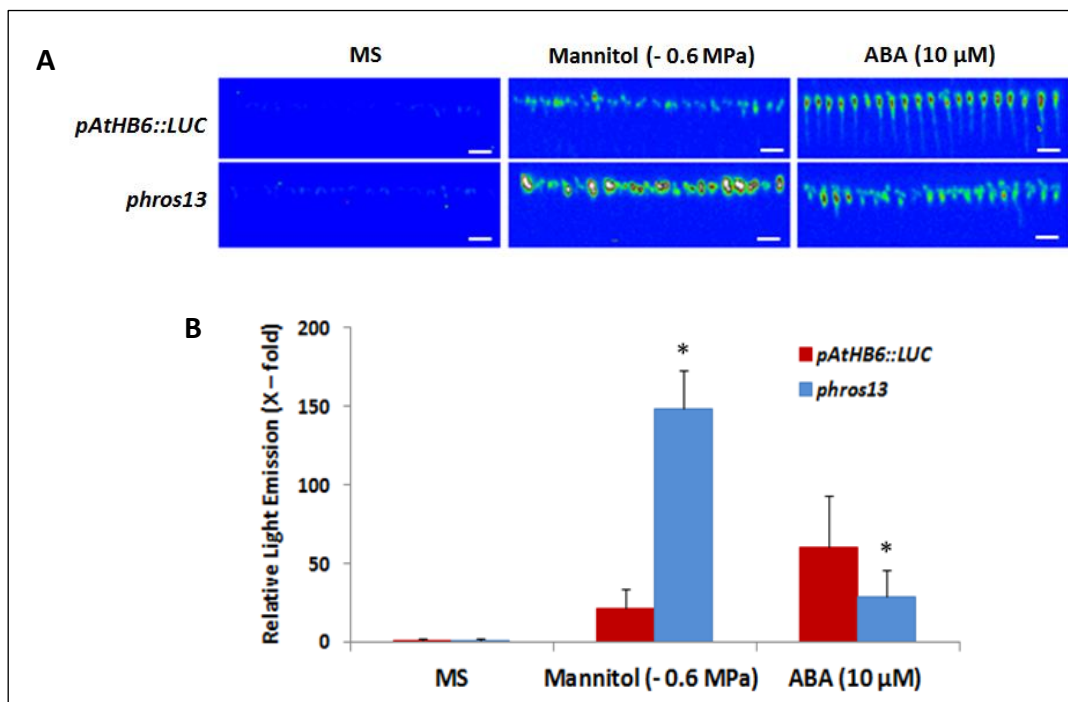 A
MS
Mannitol (- 0.6 MPa)
ABA (10 µM)
pAtHB6::LUC
phros13
B
Relative Light Emission (X – fold)
200
150
100
50
0
*
*
pAtHB6::LUC
phros13
MS
Mannitol (- 0.6 MPa)
ABA (10 µM)